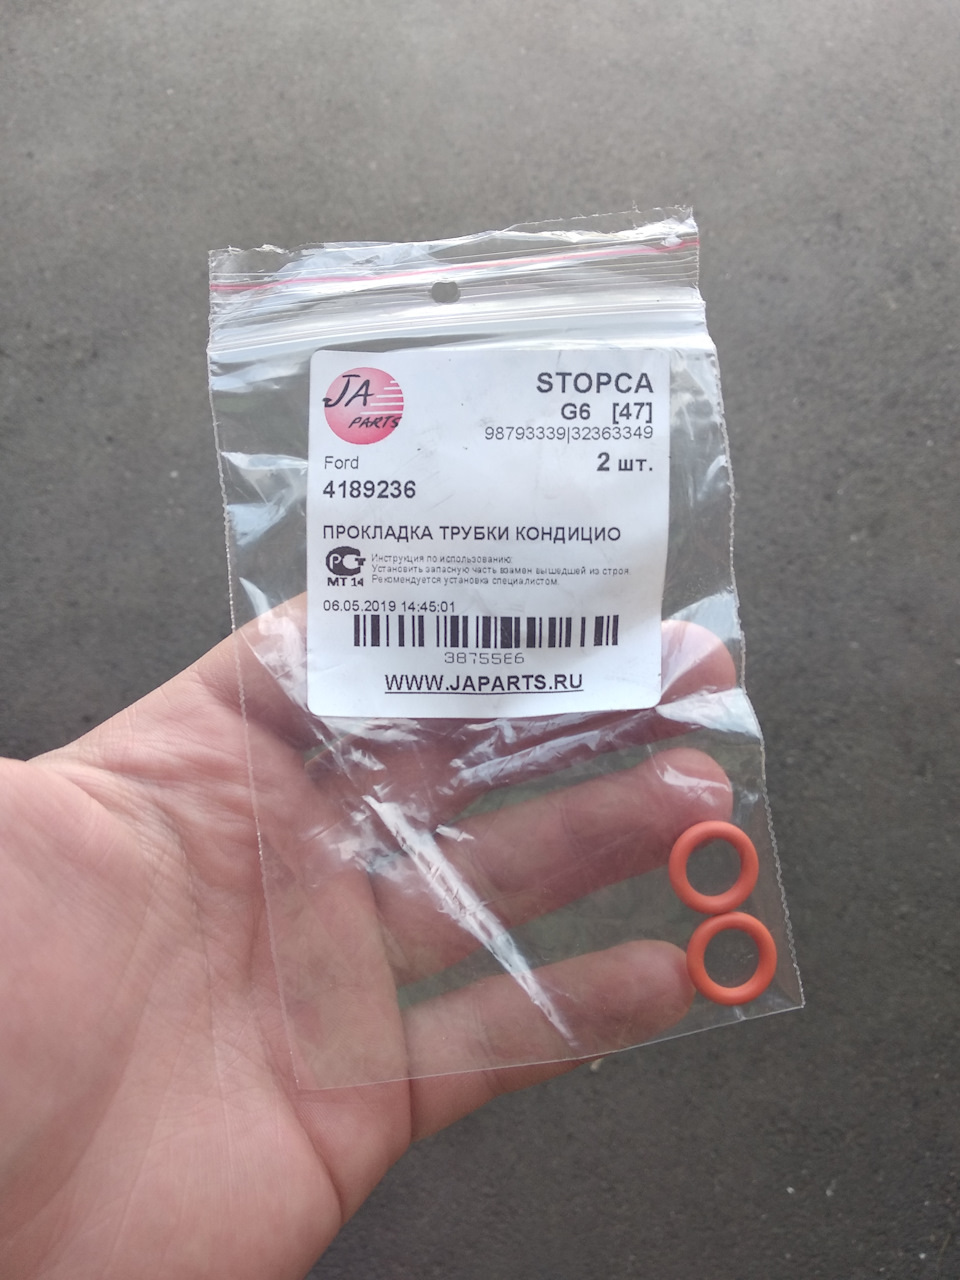 JA
PARTS
STOPCA
G6 [47]
98793339|32363349
Ford
2 шт.
4189236
ПРОКЛАДКА ТРУБКИ КОНДИЦИО
РСТ
МТ 14
Инструкция по использованию:
Установить запасную часть взамен вышедшей из строя.
Рекомендуется установка специалистом.
06.05.2019 14:45:01
38755E6
WWW.JAPARTS.RU